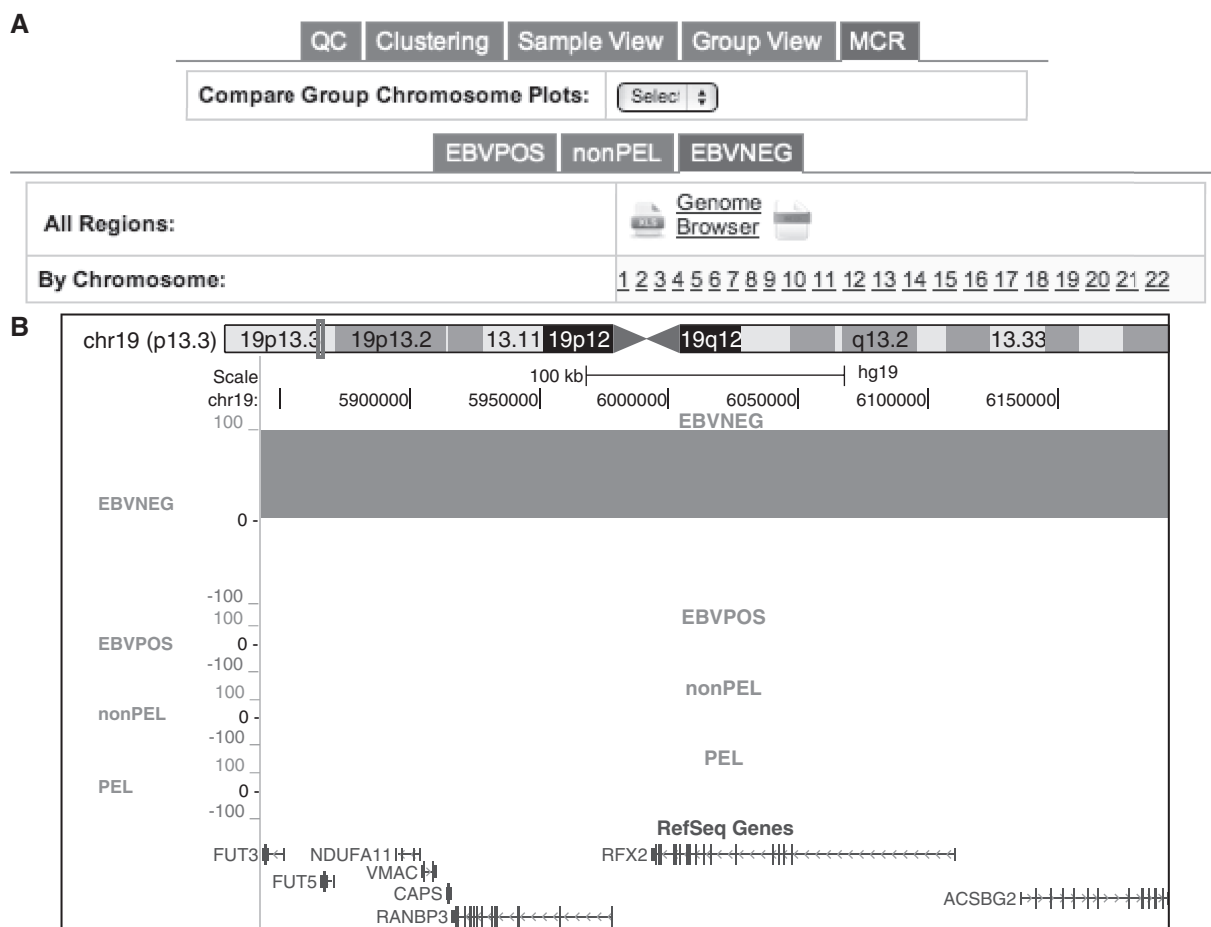 A
QC Clustering Sample View Group View MCR
Compare Group Chromosome Plots: Select
EBVPOS nonPEL EBVNEG
All Regions: XLS Genome Browser
By Chromosome: 1 2 3 4 5 6 7 8 9 10 11 12 13 14 15 16 17 18 19 20 21 22
B
chr19 (p13.3) 19p13.3 19p13.2 13.11 19p12 19q12 q13.2 13.33
Scale 100 kb hg19
chr19: 5900000 5950000 6000000 6050000 6100000 6150000
100 EBVNEG
EBVNEG
0 -
-100
100 EBVPOS
EBVPOS 0 -
-100
100 nonPEL
nonPEL 0 -
-100
100 PEL
PEL 0 -
-100
RefSeq Genes
FUT3 NDUFA11 RFX2
VMAC
FUT5
CAPS ACSBG2
RANBP3